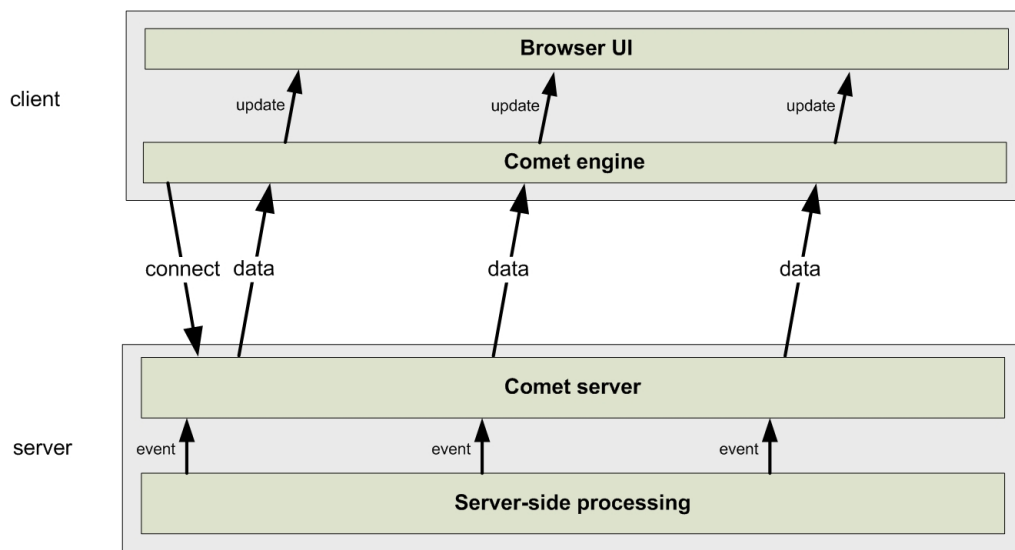 Browser UI
client
update
update
update
Comet engine
connect
data
data
data
Comet server
server
event
event
event
Server-side processing